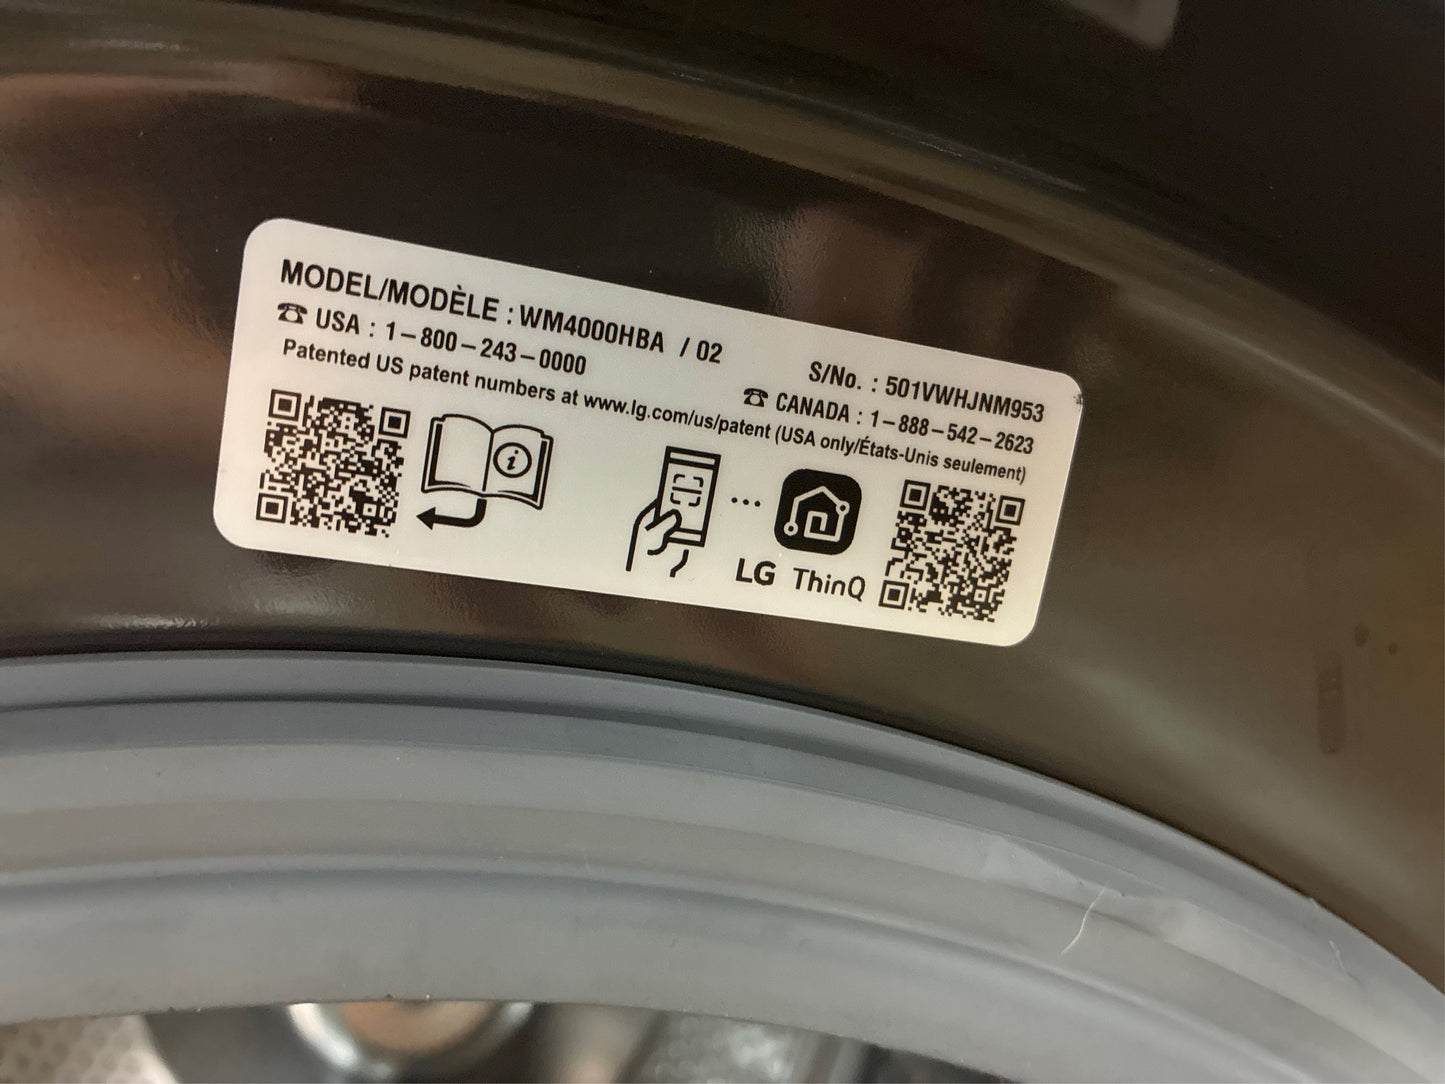 MODEL/MODÈLE : WM4000HBA / 02 S/No. : 501VWHJNM953
☎ USA : 1-800-243-0000 ☎ CANADA : 1-888-542-2623
Patented US patent numbers at www.lg.com/us/patent (USA only/États-Unis seulement)
LG ThinQ